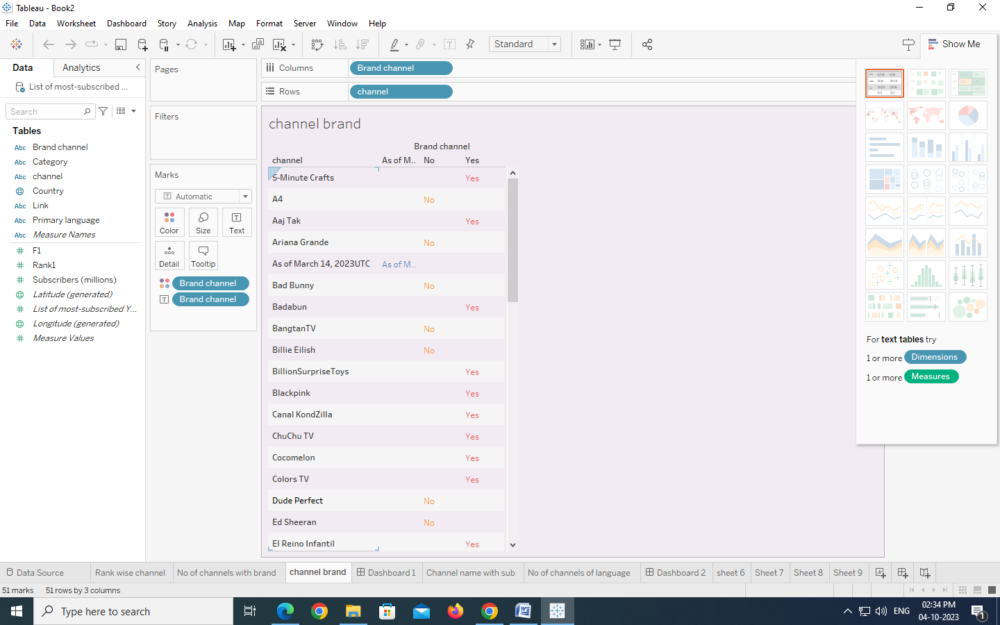 Tableau - Book2
File Data Worksheet Dashboard Story Analysis Map Format Server Window Help
Standard
Show Me
Data Analytics
List of most-subscribed ...
Search
Tables
Abc Brand channel
Abc Category
Abc channel
Country
Abc Link
Abc Primary language
Abc Measure Names
F1
Rank1
Subscribers (millions)
Latitude (generated)
List of most-subscribed Y...
Longitude (generated)
Measure Values
Pages
Filters
Marks
Automatic
Color Size Text
Detail Tooltip
Brand channel
Brand channel
Columns Brand channel
Rows channel
channel brand
Brand channel
channel As of M.. No Yes
5-Minute Crafts Yes
A4 No
Aaj Tak Yes
Ariana Grande No
As of March 14, 2023UTC As of M..
Bad Bunny No
Badabun Yes
BangtanTV No
Billie Eilish No
BillionSurpriseToys Yes
Blackpink Yes
Canal KondZilla Yes
ChuChu TV Yes
Cocomelon Yes
Colors TV Yes
Dude Perfect No
Ed Sheeran No
El Reino Infantil Yes
For text tables try
1 or more Dimensions
1 or more Measures
Data Source Rank wise channel No of channels with brand channel brand Dashboard 1 Channel name with sub No of channels of language Dashboard 2 sheet 6 Sheet 7 Sheet 8 Sheet 9
51 marks 51 rows by 3 columns
Type here to search
ENG
02:34 PM
04-10-2023
1